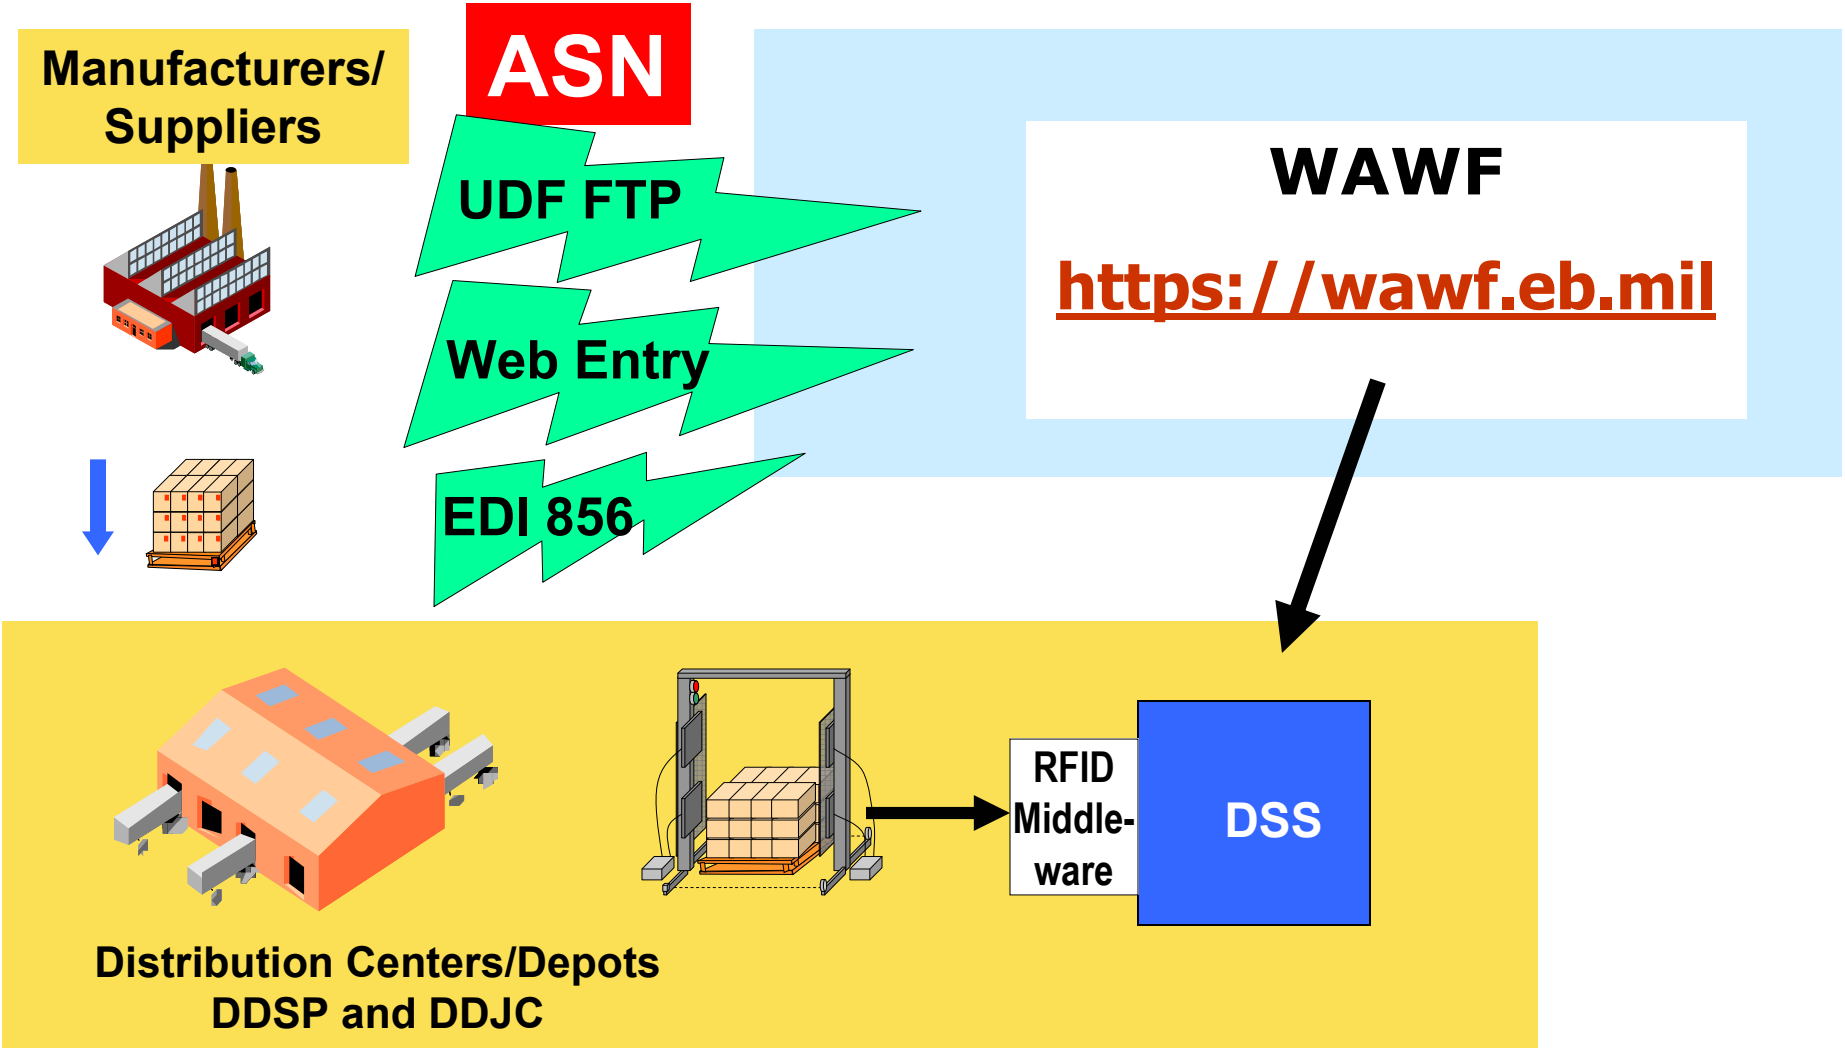 Manufacturers/
Suppliers
ASN
UDF FTP
Web Entry
EDI 856
WAWF
https://wawf.eb.mil
RFID
Middle-
ware
DSS
Distribution Centers/Depots
DDSP and DDJC